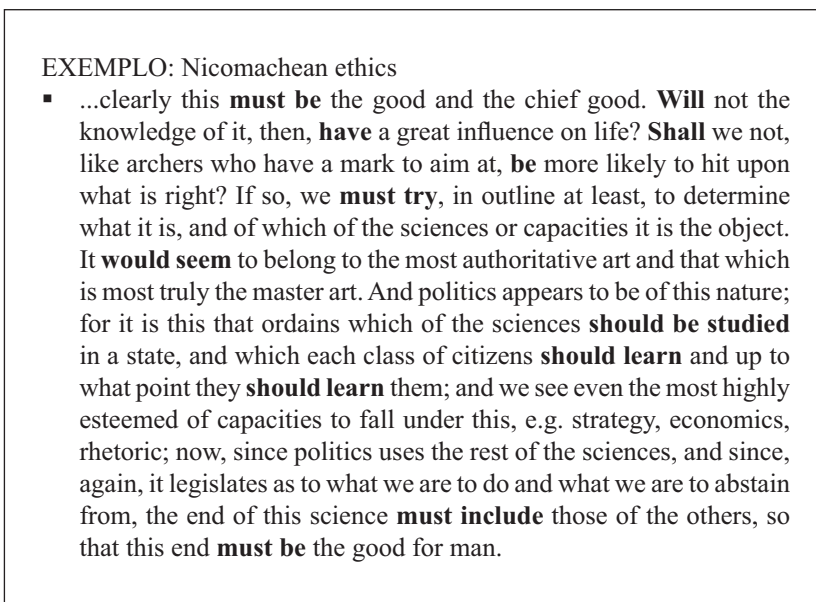 EXEMPLO: Nicomachean ethics
▪ ...clearly this must be the good and the chief good. Will not the
knowledge of it, then, have a great influence on life? Shall we not,
like archers who have a mark to aim at, be more likely to hit upon
what is right? If so, we must try, in outline at least, to determine
what it is, and of which of the sciences or capacities it is the object.
It would seem to belong to the most authoritative art and that which
is most truly the master art. And politics appears to be of this nature;
for it is this that ordains which of the sciences should be studied
in a state, and which each class of citizens should learn and up to
what point they should learn them; and we see even the most highly
esteemed of capacities to fall under this, e.g. strategy, economics,
rhetoric; now, since politics uses the rest of the sciences, and since,
again, it legislates as to what we are to do and what we are to abstain
from, the end of this science must include those of the others, so
that this end must be the good for man.